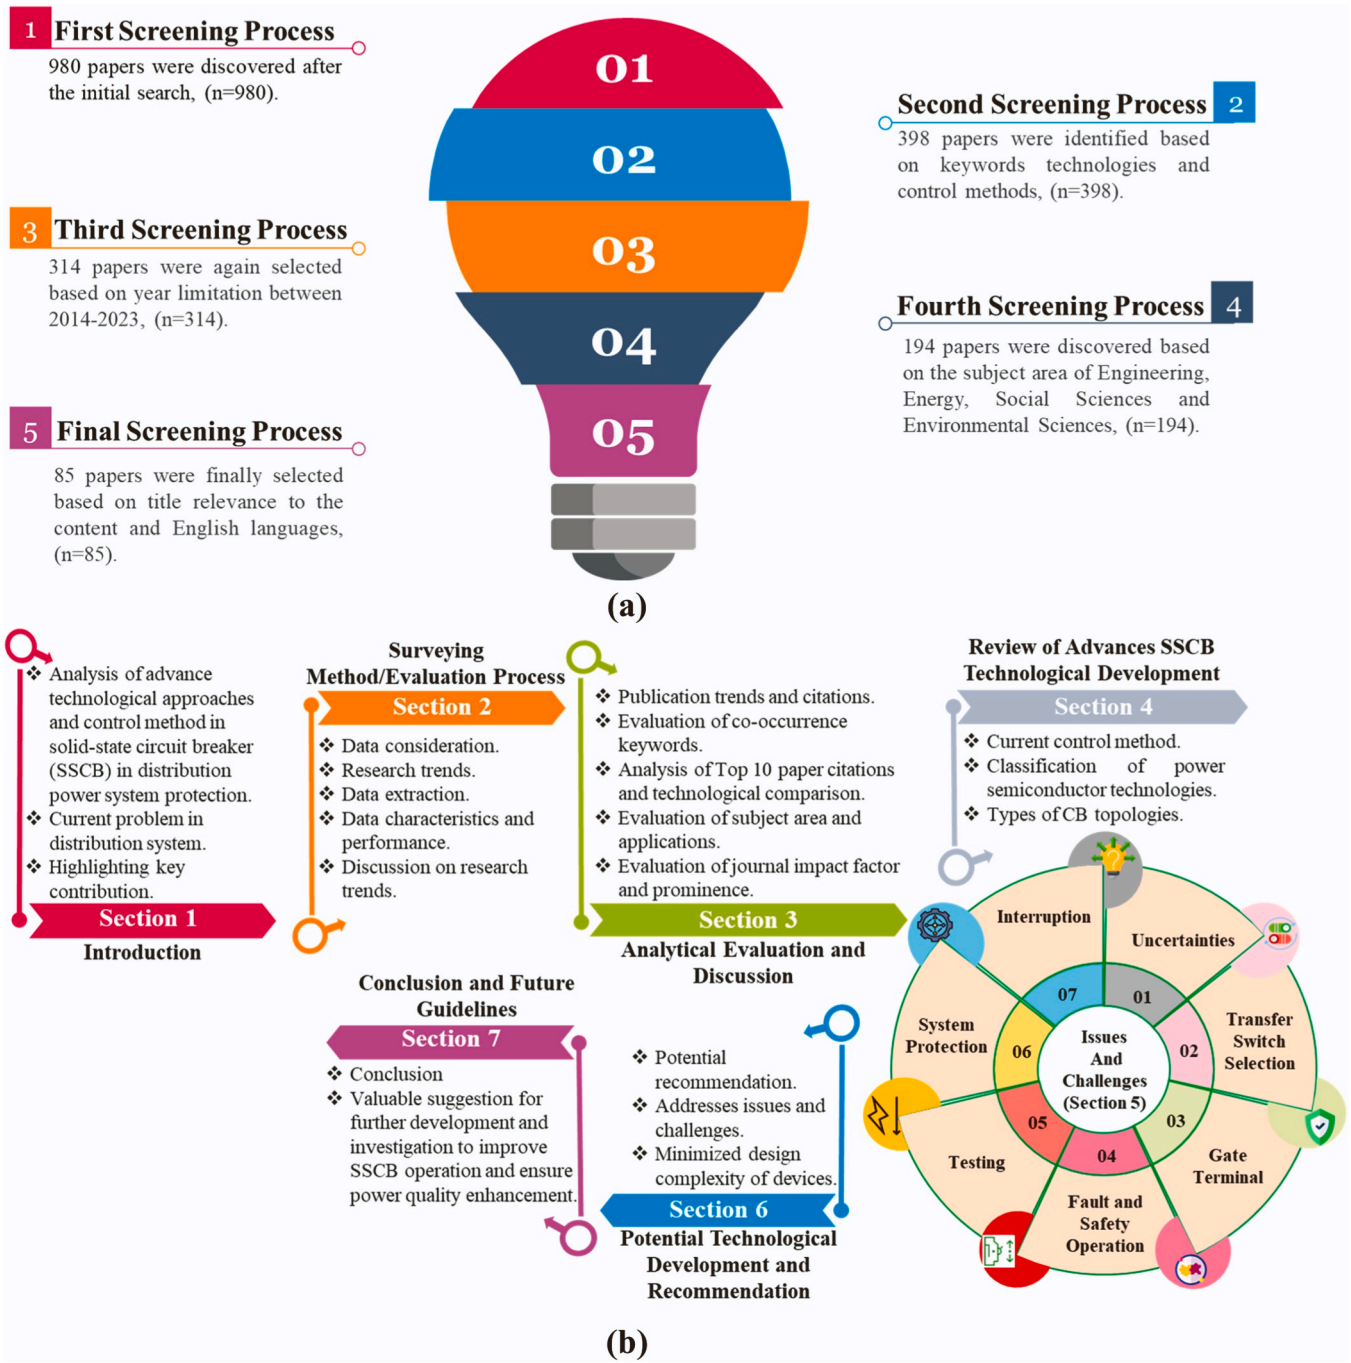 1 First Screening Process
980 papers were discovered after
the initial search, (n=980).
01
Second Screening Process 2
398 papers were identified based
on keywords technologies and
control methods, (n=398).
02
3 Third Screening Process
314 papers were again selected
based on year limitation between
2014-2023, (n=314).
03
Fourth Screening Process 4
194 papers were discovered based
on the subject area of Engineering,
Energy, Social Sciences and
Environmental Sciences, (n=194).
04
5 Final Screening Process
85 papers were finally selected
based on title relevance to the
content and English languages,
(n=85).
05
(a)
❖ Analysis of advance
technological approaches
and control method in
solid-state circuit breaker
(SSCB) in distribution
power system protection.
❖ Current problem in
distribution system.
❖ Highlighting key
contribution.
Section 1
Introduction
Surveying
Method/Evaluation Process
Section 2
❖ Data consideration.
❖ Research trends.
❖ Data extraction.
❖ Data characteristics and
performance.
❖ Discussion on research
trends.
❖ Publication trends and citations.
❖ Evaluation of co-occurrence
keywords.
❖ Analysis of Top 10 paper citations
and technological comparison.
❖ Evaluation of subject area and
applications.
❖ Evaluation of journal impact factor
and prominence.
Section 3
Analytical Evaluation and
Discussion
Review of Advances SSCB
Technological Development
Section 4
❖ Current control method.
❖ Classification of power
semiconductor technologies.
❖ Types of CB topologies.
Issues
And
Challenges
(Section 5)
01
Uncertainties
02
Transfer
Switch
Selection
03
Gate
Terminal
04
Fault and
Safety
Operation
05
Testing
06
System
Protection
07
Interruption
❖ Potential
recommendation.
❖ Addresses issues and
challenges.
❖ Minimized design
complexity of devices.
Section 6
Potential Technological
Development and
Recommendation
Conclusion and Future
Guidelines
Section 7
❖ Conclusion
❖ Valuable suggestion for
further development and
investigation to improve
SSCB operation and ensure
power quality enhancement.
(b)